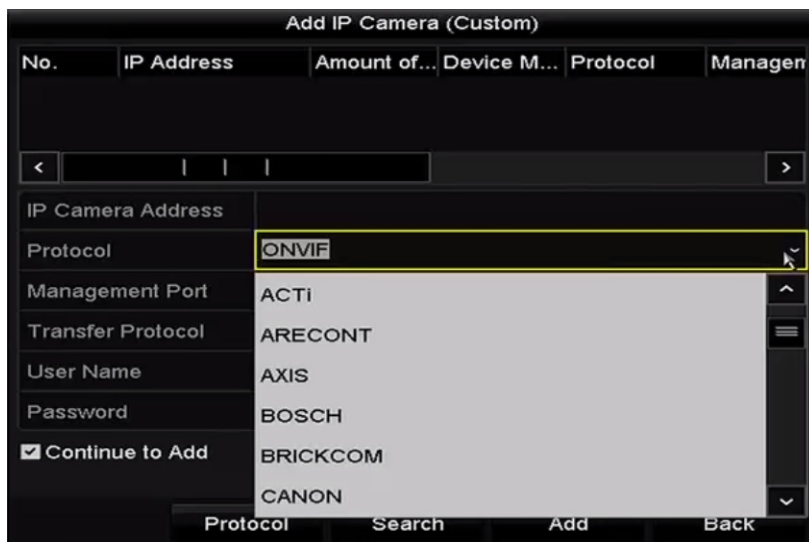 Add IP Camera (Custom)
No. IP Address Amount of... Device M... Protocol Managem
IP Camera Address
Protocol ONVIF
Management Port ACTi
Transfer Protocol ARECONT
User Name AXIS
Password BOSCH
Continue to Add BRICKCOM
CANON
Protocol Search Add Back